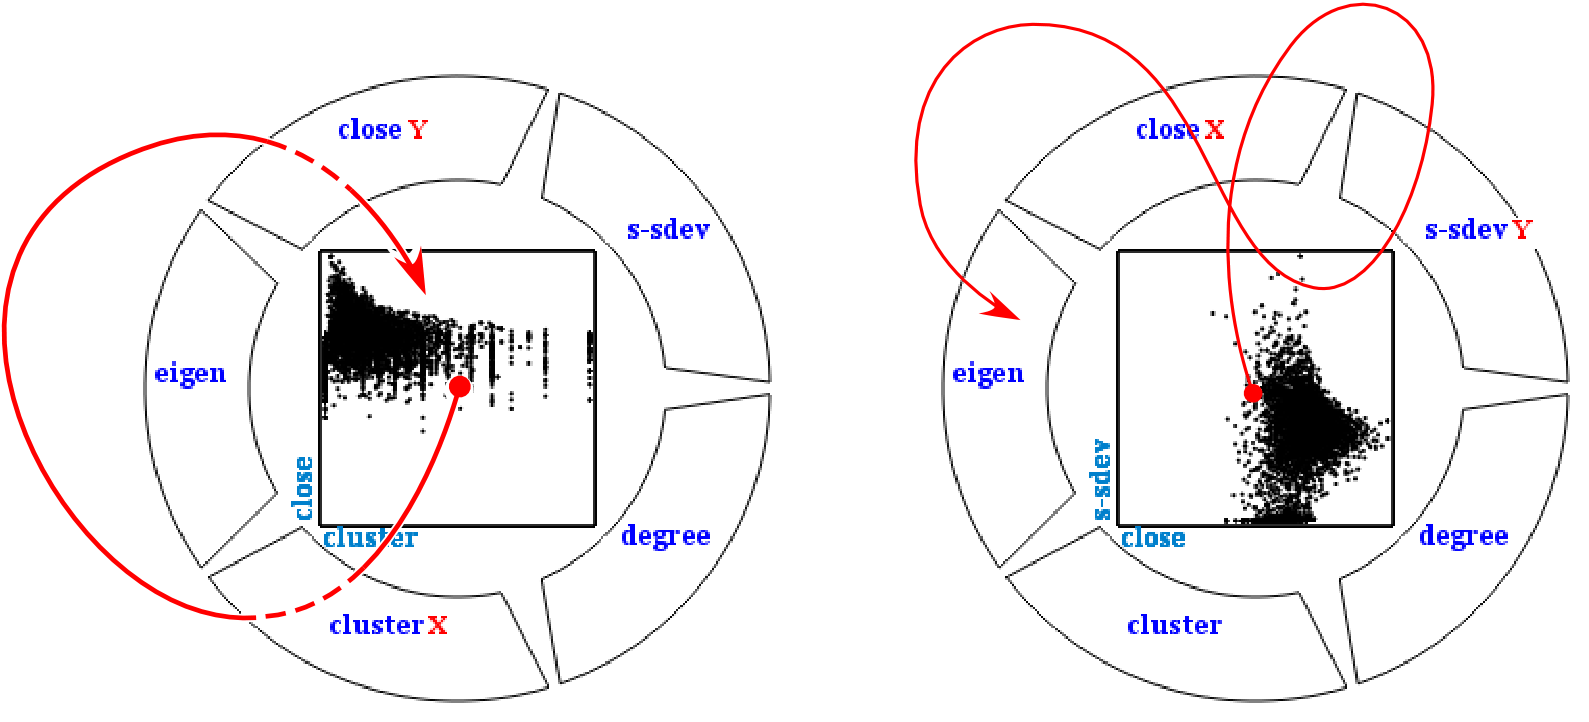 close Y
s-sdev
eigen
close
cluster
degree
cluster X
close X
s-sdev Y
eigen
s-sdev
close
degree
cluster